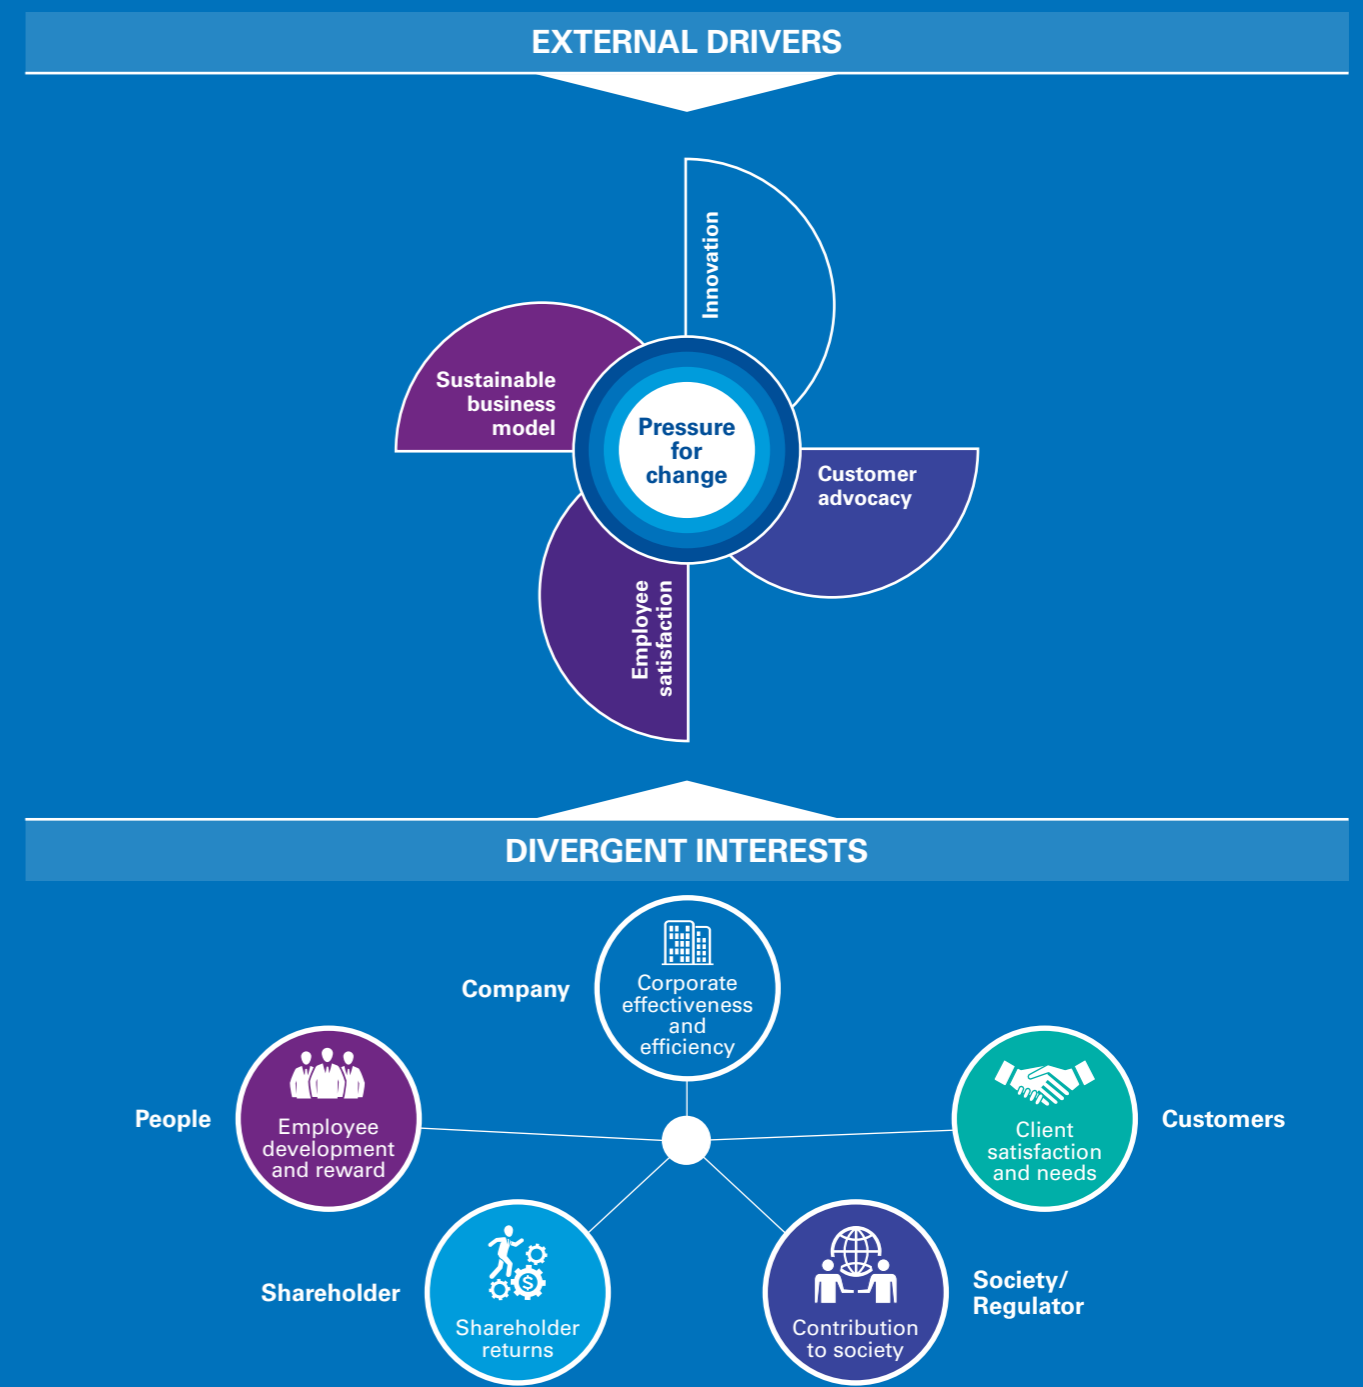 EXTERNAL DRIVERS
Innovation
Sustainable
business
model
Pressure
for
change
Customer
advocacy
Employee
satisfaction
DIVERGENT INTERESTS
Company
Corporate
effectiveness
and
efficiency
People
Employee
development
and reward
Client
satisfaction
and needs
Customers
Shareholder
$
Shareholder
returns
Contribution
to society
Society/
Regulator